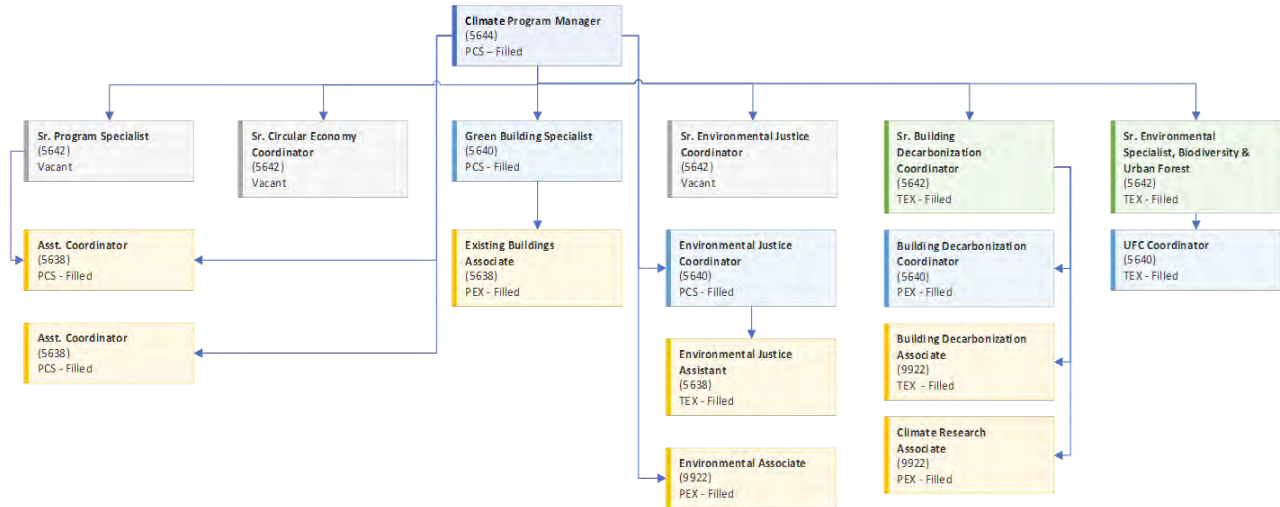 Climate Program Manager
(5644)
PCS – Filled
Sr. Program Specialist
(5642)
Vacant
Sr. Circular Economy
Coordinator
(5642)
Vacant
Green Building Specialist
(5640)
PCS - Filled
Sr. Environmental Justice
Coordinator
(5642)
Vacant
Sr. Building
Decarbonization
Coordinator
(5642)
TEX - Filled
Sr. Environmental
Specialist, Biodiversity &
Urban Forest
(5642)
TEX - Filled
Asst. Coordinator
(5638)
PCS - Filled
Existing Buildings
Associate
(5638)
PEX - Filled
Environmental Justice
Coordinator
(5640)
PCS - Filled
Building Decarbonization
Coordinator
(5640)
PEX - Filled
UFC Coordinator
(5640)
TEX - Filled
Asst. Coordinator
(5638)
PCS - Filled
Environmental Justice
Assistant
(5638)
TEX - Filled
Building Decarbonization
Associate
(9922)
TEX - Filled
Environmental Associate
(9922)
PEX - Filled
Climate Research
Associate
(9922)
PEX - Filled